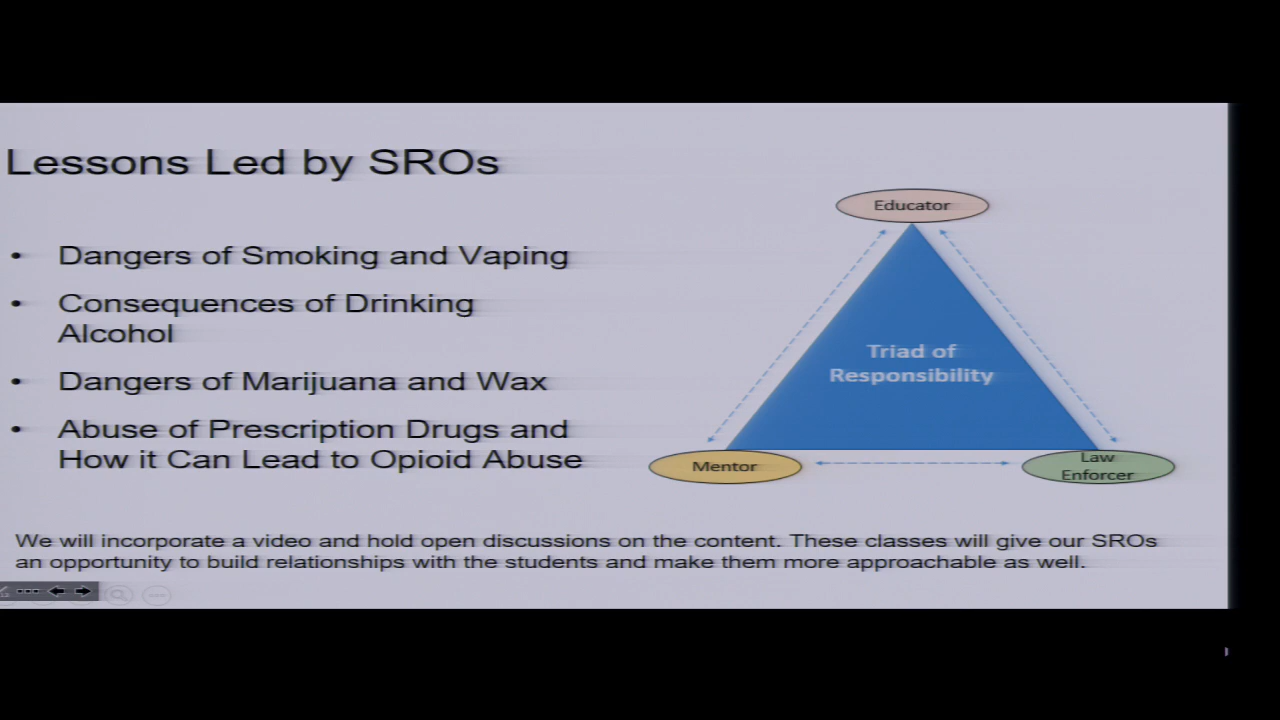 Lessons Led by SROs
• Dangers of Smoking and Vaping
• Consequences of Drinking
Alcohol
• Dangers of Marijuana and Wax
• Abuse of Prescription Drugs and
How it Can Lead to Opioid Abuse
Educator
Triad of
Responsibility
Mentor
Law
Enforcer
We will incorporate a video and hold open discussions on the content. These classes will give our SROs
an opportunity to build relationships with the students and make them more approachable as well.